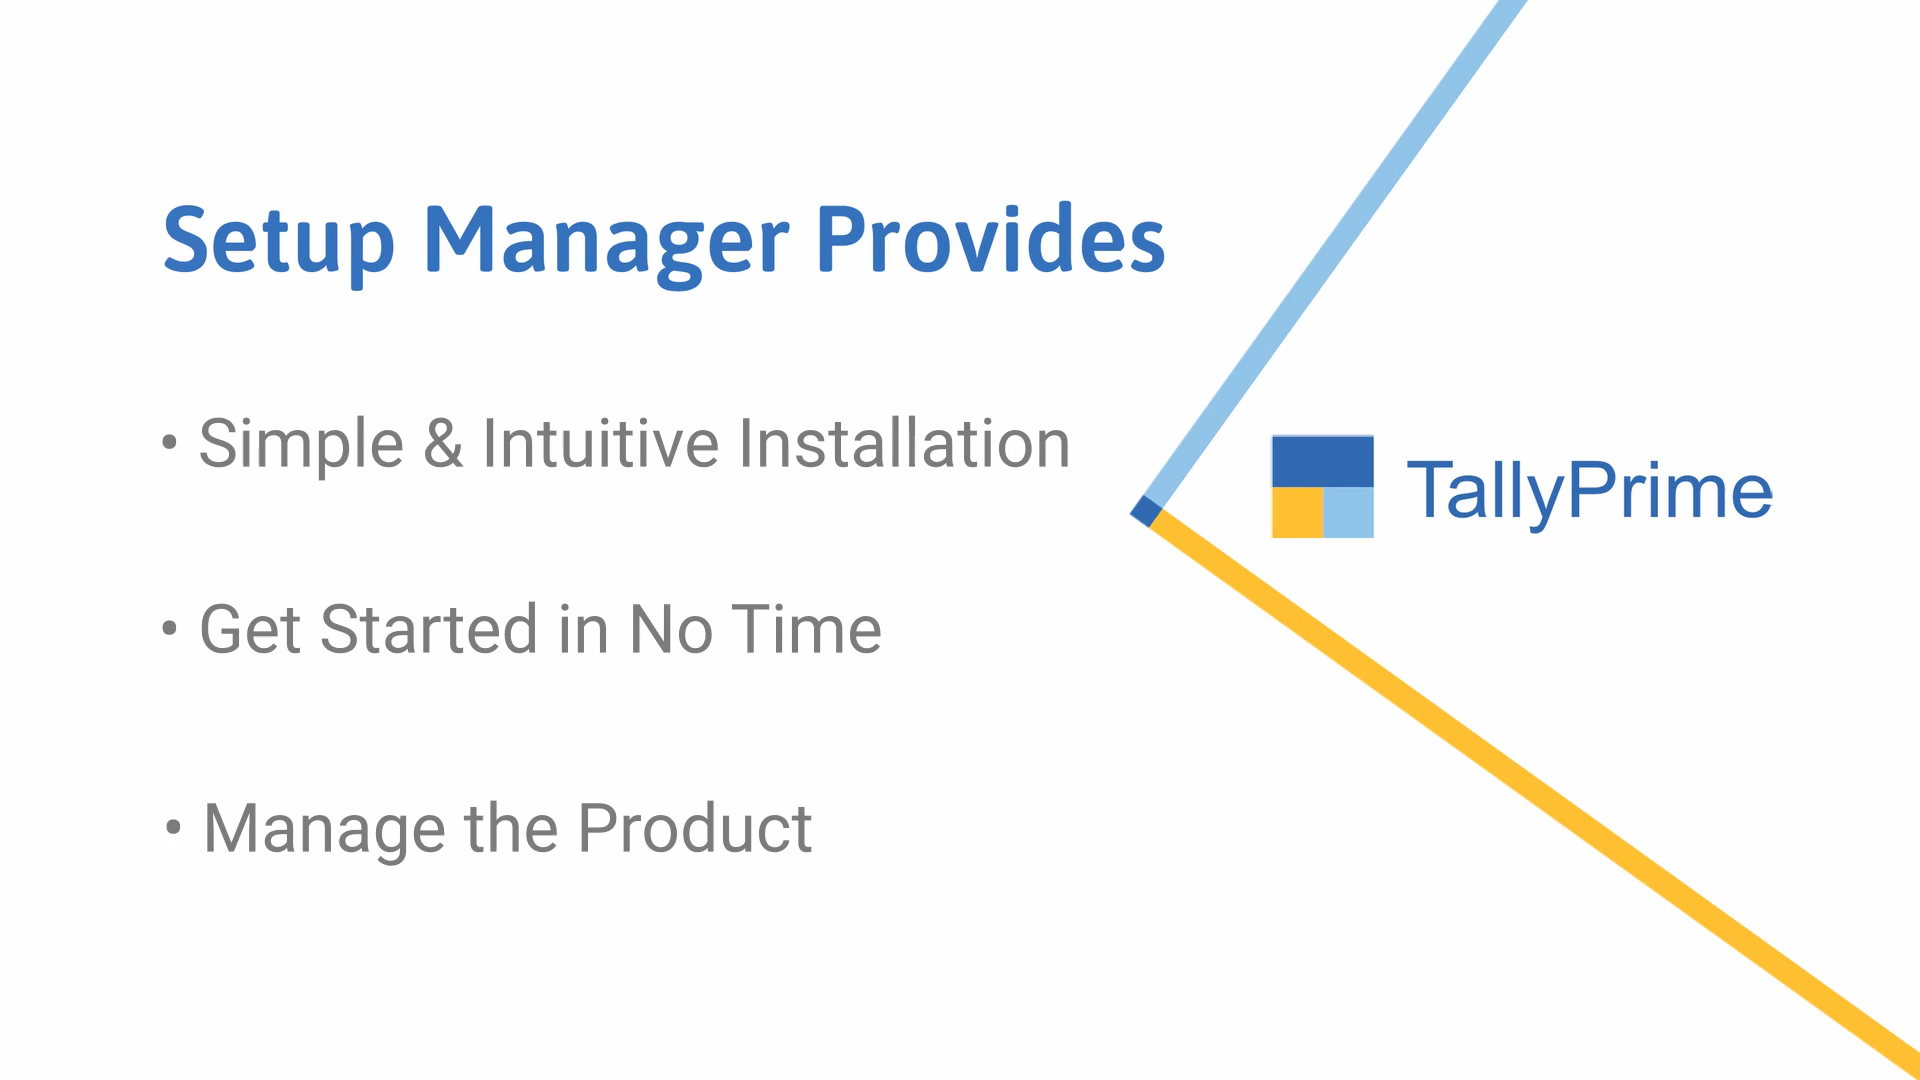 Setup Manager Provides
• Simple & Intuitive Installation
TallyPrime
• Get Started in No Time
• Manage the Product